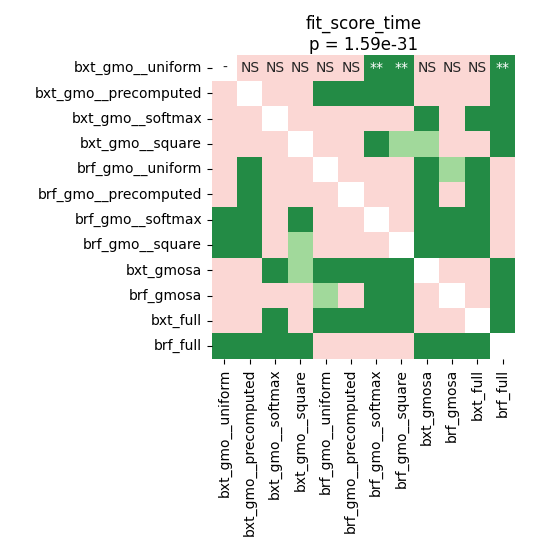 fit_score_time
p = 1.59e-31
bxt_gmo__uniform - NS NS NS NS NS ** ** NS NS NS **
bxt_gmo__precomputed
bxt_gmo__softmax
bxt_gmo__square
brf_gmo__uniform
brf_gmo__precomputed
brf_gmo__softmax
brf_gmo__square
bxt_gmosa
brf_gmosa
bxt_full
brf_full
bxt_gmo__uniform
bxt_gmo__precomputed
bxt_gmo__softmax
bxt_gmo__square
brf_gmo__uniform
brf_gmo__precomputed
brf_gmo__softmax
brf_gmo__square
bxt_gmosa
brf_gmosa
bxt_full
brf_full